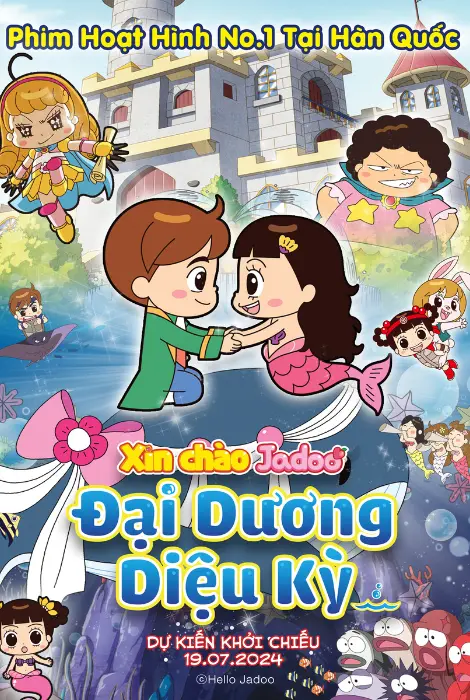 Phim Hoạt Hình No.1 Tại Hàn Quốc
Xin chào Jadoo
Đại Dương
Diệu Kỳ
DỰ KIẾN KHỞI CHIẾU
19.07.2024
©Hello Jadoo